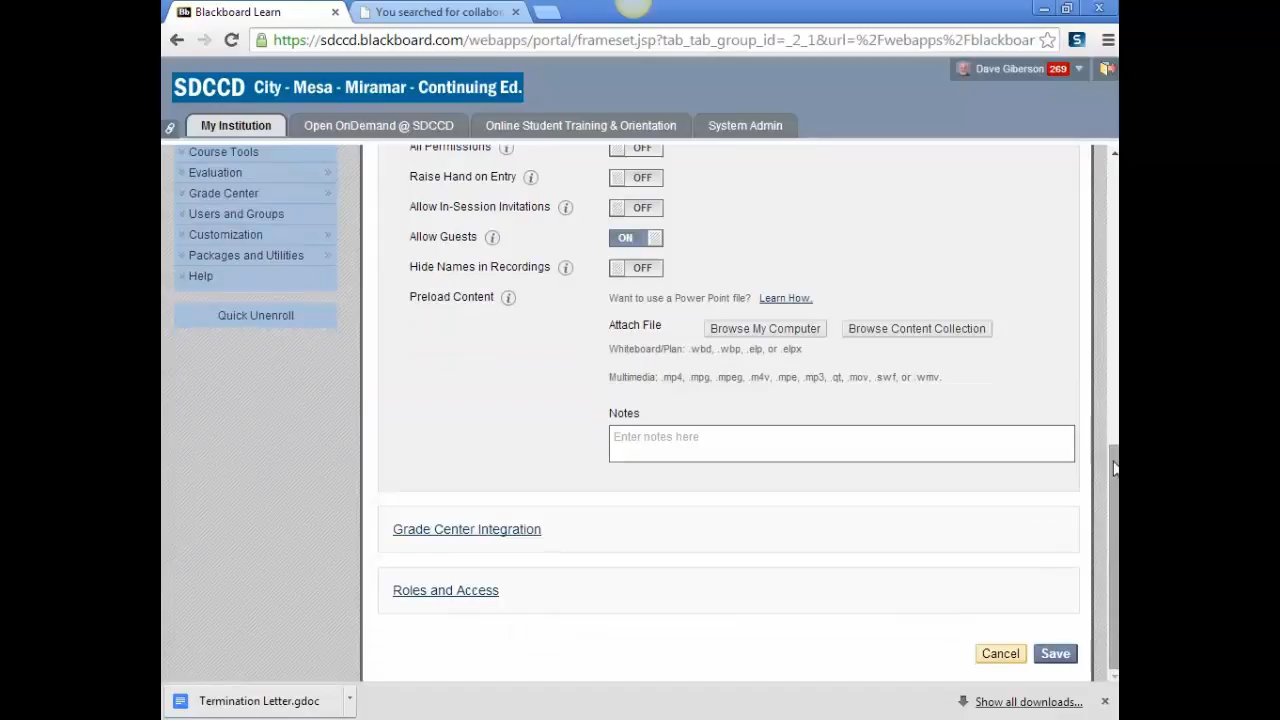 Bb Blackboard Learn
You searched for collabor
https://sdccd.blackboard.com/webapps/portal/frameset.jsp?tab_tab_group_id=_2_1&url=%2Fwebapps%2Fblackboar
S
Dave Giberson 269
SDCCD City - Mesa - Miramar - Continuing Ed.
My Institution
Open OnDemand @ SDCCD
Online Student Training & Orientation
System Admin
Course Tools
Evaluation
Grade Center
Users and Groups
Customization
Packages and Utilities
Help
Quick Unenroll
All Permissions OFF
Raise Hand on Entry OFF
Allow In-Session Invitations OFF
Allow Guests ON
Hide Names in Recordings OFF
Preload Content Want to use a Power Point file? Learn How.
Attach File Browse My Computer Browse Content Collection
Whiteboard/Plan: .wbd, .wbp, .elp, or .elpx
Multimedia: .mp4, .mpg, .mpeg, .m4v, .mpe, .mp3, .qt, .mov, .swf, or .wmv.
Notes
Enter notes here
Grade Center Integration
Roles and Access
Cancel Save
Termination Letter.gdoc
Show all downloads...